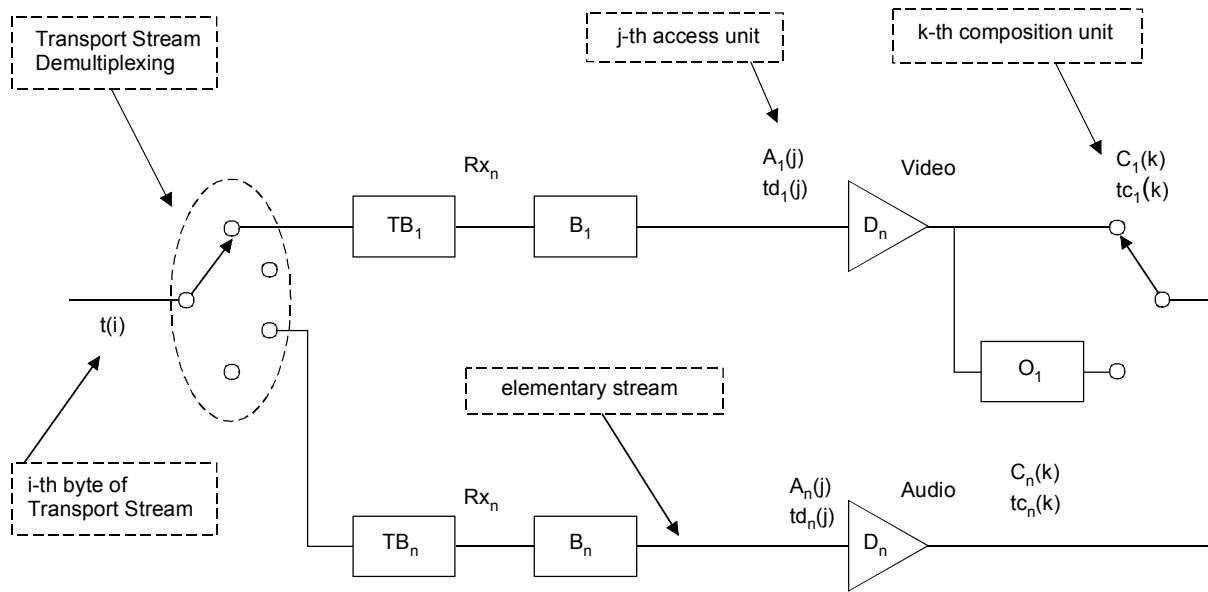 Transport Stream
Demultiplexing
j-th access unit
k-th composition unit
A₁(j)
td₁(j)
Rxₙ
Video
C₁(k)
tc₁(k)
TB₁
B₁
Dₙ
t(i)
O₁
elementary stream
i-th byte of
Transport Stream
Rxₙ
Aₙ(j)
tdₙ(j)
Audio
Cₙ(k)
tcₙ(k)
TBₙ
Bₙ
Dₙ